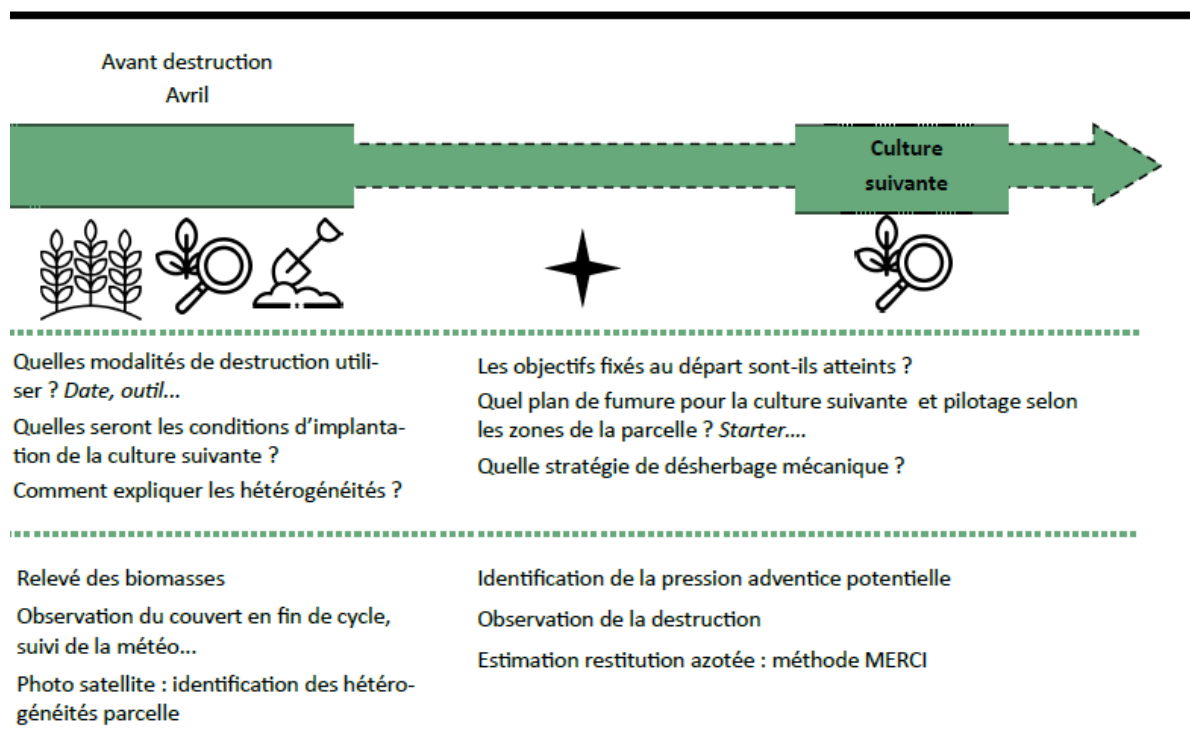 Avant destruction
Avril
Culture
suivante
Quelles modalités de destruction utili-
ser ? Date, outil...
Quelles seront les conditions d'implanta-
tion de la culture suivante ?
Comment expliquer les hétérogénéités ?
Les objectifs fixés au départ sont-ils atteints ?
Quel plan de fumure pour la culture suivante et pilotage selon
les zones de la parcelle ? Starter....
Quelle stratégie de désherbage mécanique ?
Relevé des biomasses
Observation du couvert en fin de cycle,
suivi de la météo...
Photo satellite : identification des hétéro-
généités parcelle
Identification de la pression adventice potentielle
Observation de la destruction
Estimation restitution azotée : méthode MERCI